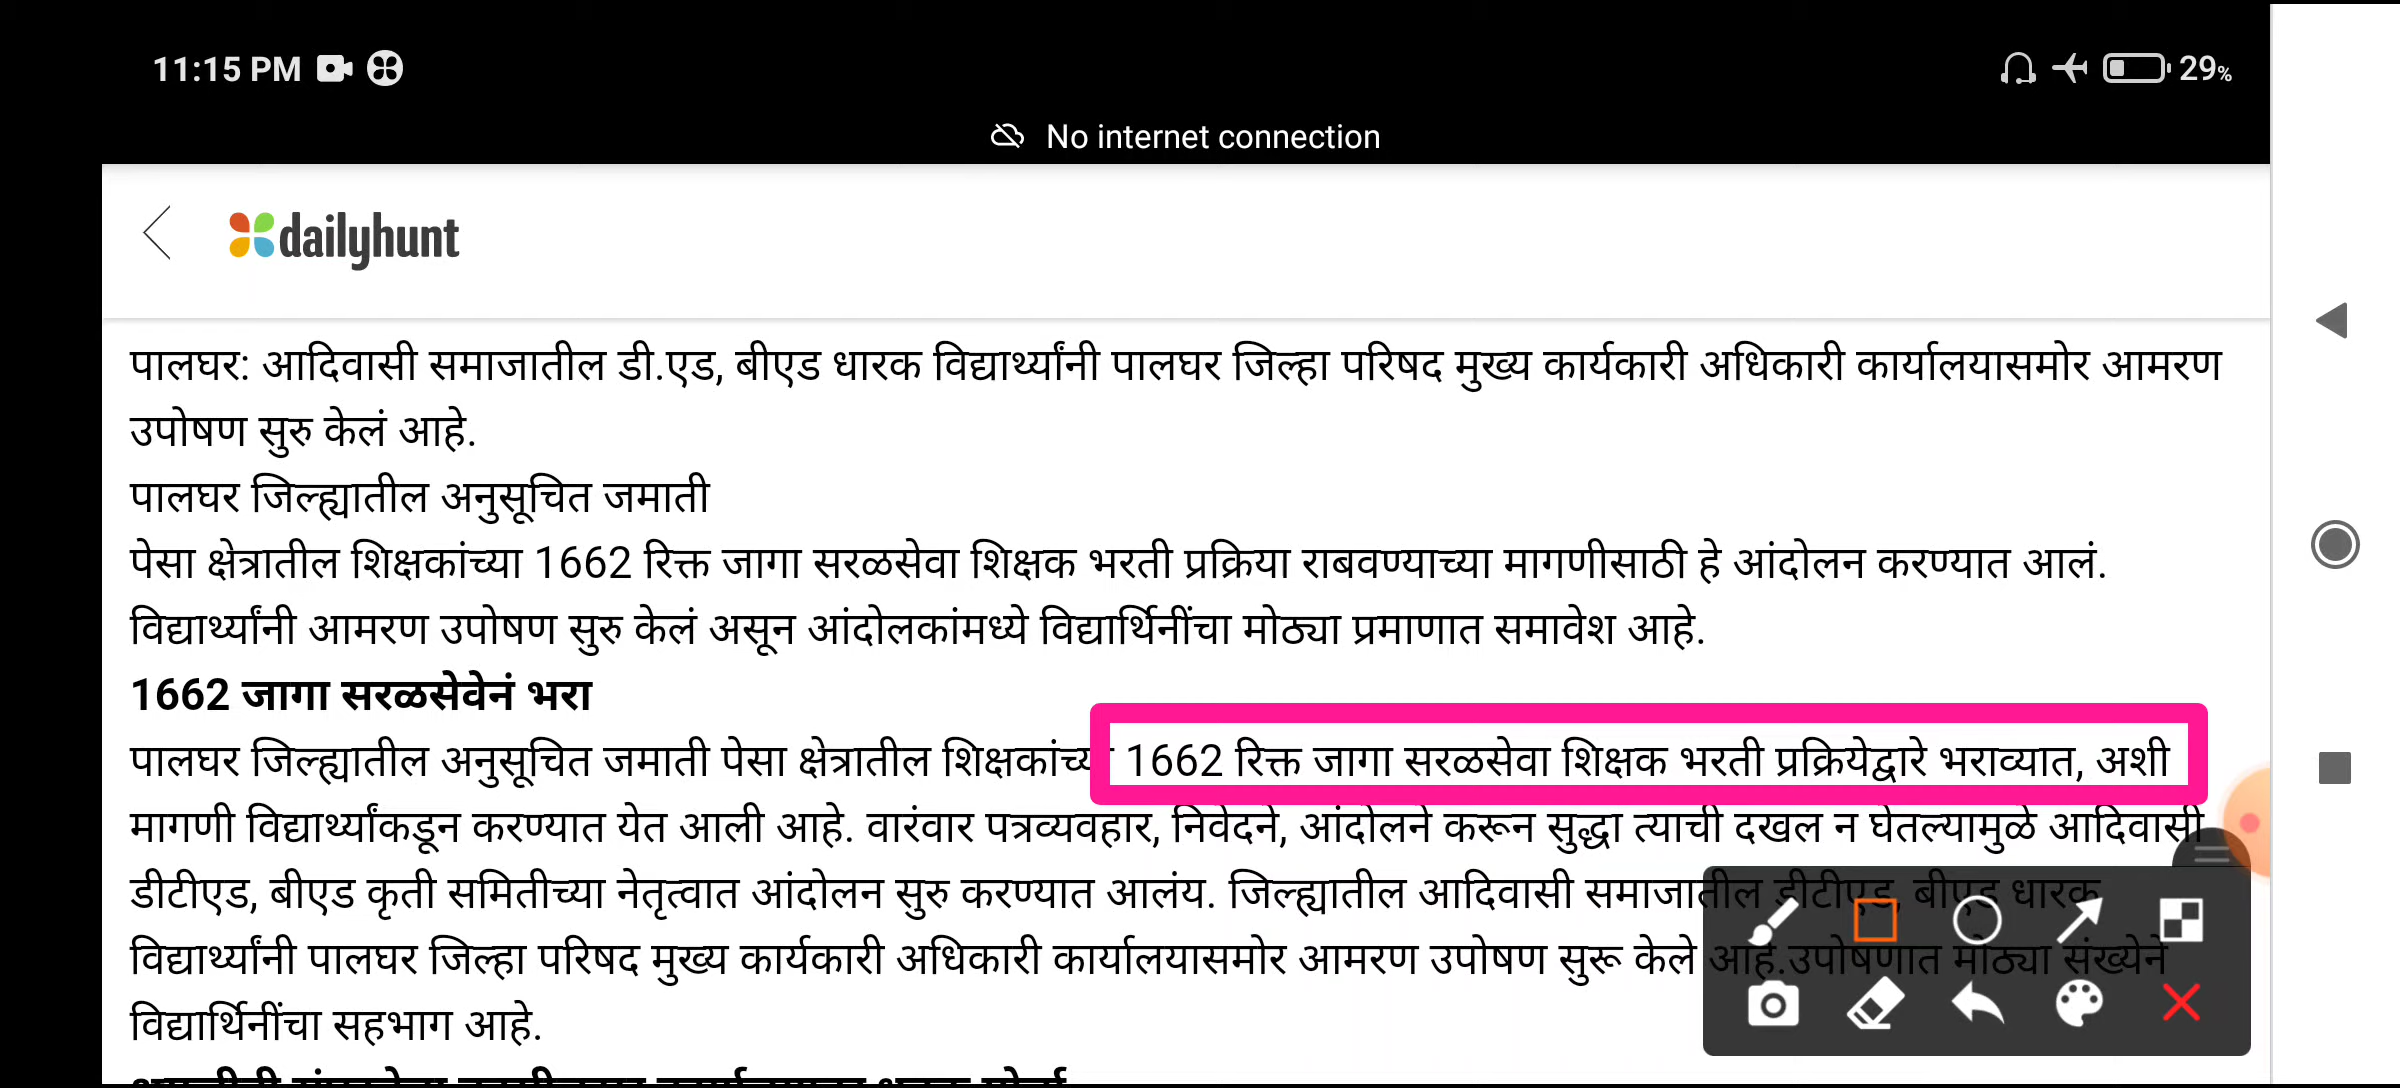 11:15 PM
29%
No internet connection
dailyhunt
पालघर: आदिवासी समाजातील डी.एड, बीएड धारक विद्यार्थ्यांनी पालघर जिल्हा परिषद मुख्य कार्यकारी अधिकारी कार्यालयासमोर आमरण
उपोषण सुरु केलं आहे.
पालघर जिल्ह्यातील अनुसूचित जमाती
पेसा क्षेत्रातील शिक्षकांच्या 1662 रिक्त जागा सरळसेवा शिक्षक भरती प्रक्रिया राबवण्याच्या मागणीसाठी हे आंदोलन करण्यात आलं.
विद्यार्थ्यांनी आमरण उपोषण सुरु केलं असून आंदोलकांमध्ये विद्यार्थिनींचा मोठ्या प्रमाणात समावेश आहे.
1662 जागा सरळसेवेनं भरा
पालघर जिल्ह्यातील अनुसूचित जमाती पेसा क्षेत्रातील शिक्षकांच्या 1662 रिक्त जागा सरळसेवा शिक्षक भरती प्रक्रियेद्वारे भराव्यात, अशी
मागणी विद्यार्थ्यांकडून करण्यात येत आली आहे. वारंवार पत्रव्यवहार, निवेदने, आंदोलने करून सुद्धा त्याची दखल न घेतल्यामुळे आदिवासी
डीटीएड, बीएड कृती समितीच्या नेतृत्वात आंदोलन सुरु करण्यात आलंय. जिल्ह्यातील आदिवासी समाजातील डीटीएड, बीएड धारक
विद्यार्थ्यांनी पालघर जिल्हा परिषद मुख्य कार्यकारी अधिकारी कार्यालयासमोर आमरण उपोषण सुरू केले आहे.उपोषणात मोठ्या संख्येने
विद्यार्थिनींचा सहभाग आहे.